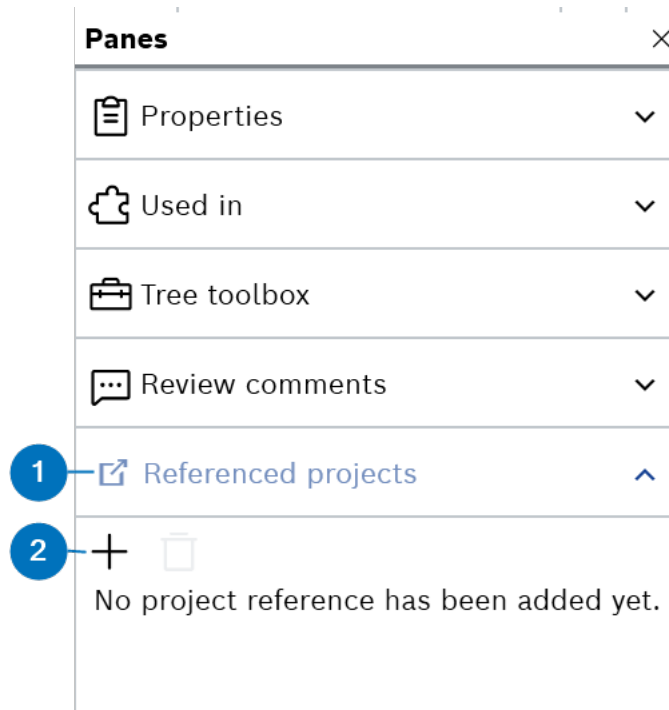 Panes
Properties
Used in
Tree toolbox
Review comments
1 Referenced projects
2
No project reference has been added yet.